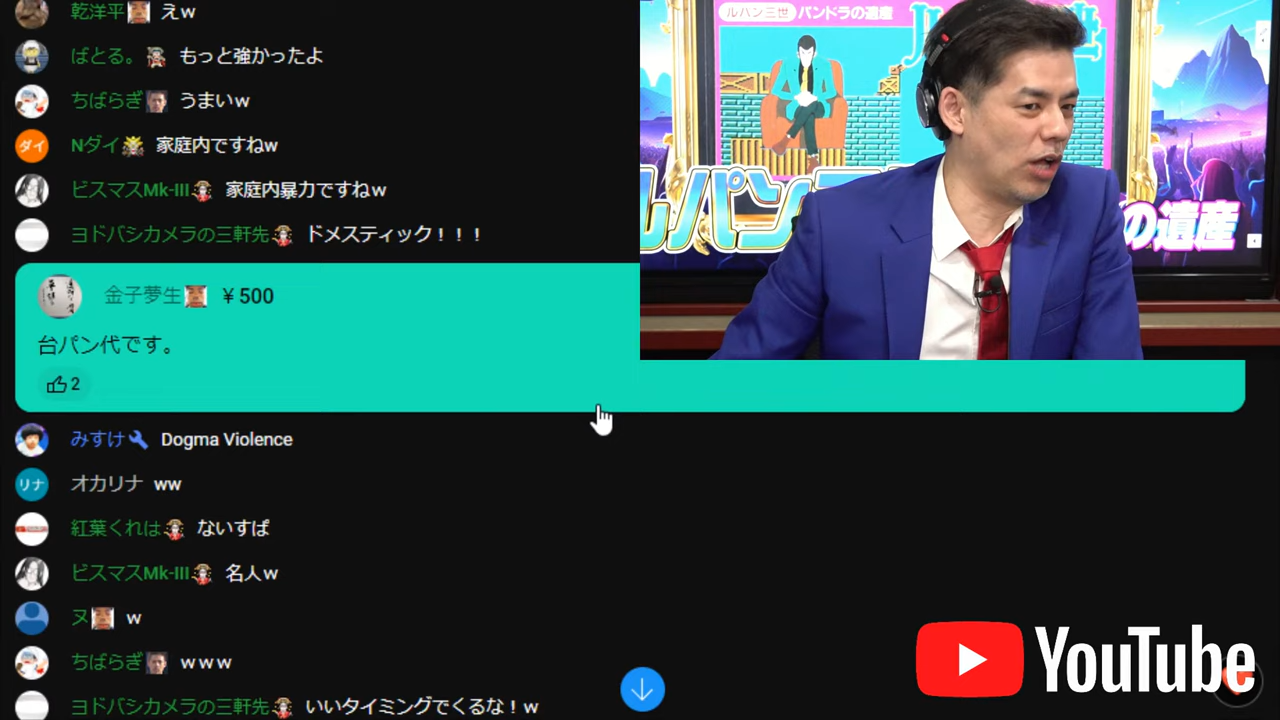 乾洋平 えw
ばとる。 もっと強かったよ
ちばらぎ うまいw
ダイ Nダイ 家庭内ですねw
ビスマスMk-III 家庭内暴力ですねw
ヨドバシカメラの三軒先 ドメスティック！！！
金子夢生 ￥500
台パン代です。
2
みすけ Dogma Violence
リナ オカリナ ww
紅葉くれは ないすぱ
ビスマスMk-III 名人w
ヌ w
ちばらぎ ｗｗｗ
ヨドバシカメラの三軒先 いいタイミングでくるな！w
ルパン三世 パンドラの遺産
ル 世
ルパン
の遺産
YouTube